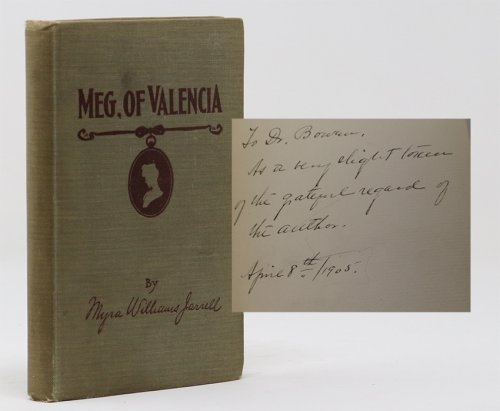 MEG, OF VALENCIA
By
Myra Williams Jarrell
To Dr. Bowen,
As a very slight token
of the grateful regard of
the author.
April 8th/1905.